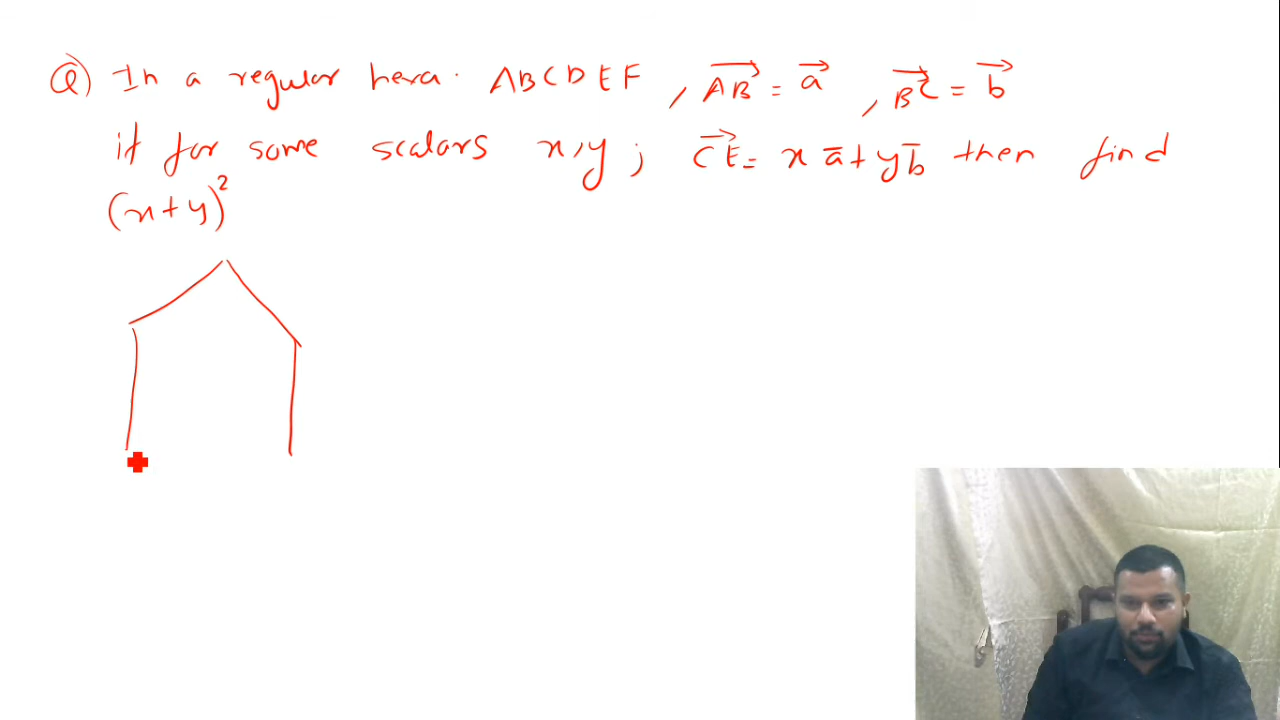 Q) In a regular hexa. ABCDEF, AB⃗ = a⃗, BC⃗ = b⃗
if for some scalars x,y; CE⃗ = x a̅ + y b̅ then find
(x+y)²